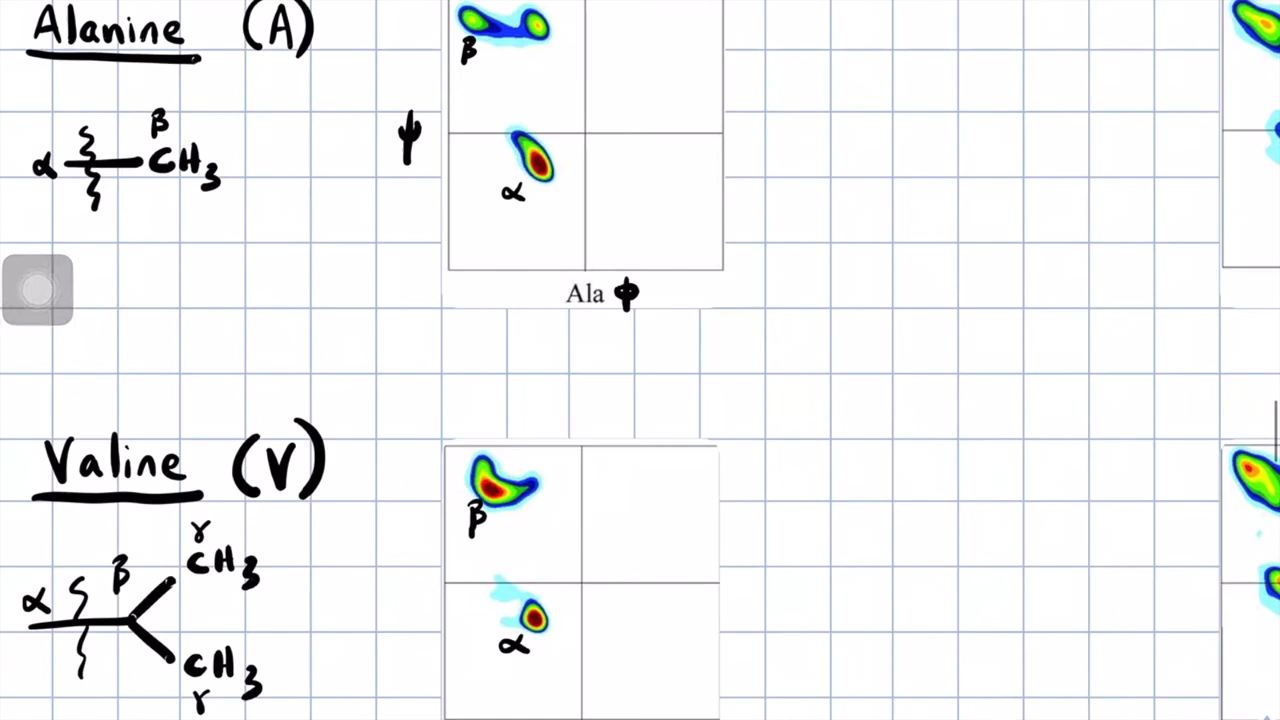 Alanine (A)
β
α CH3
β
ψ
α
Ala ϕ
Valine (V)
γ
CH3
β
α
CH3
γ
β
α